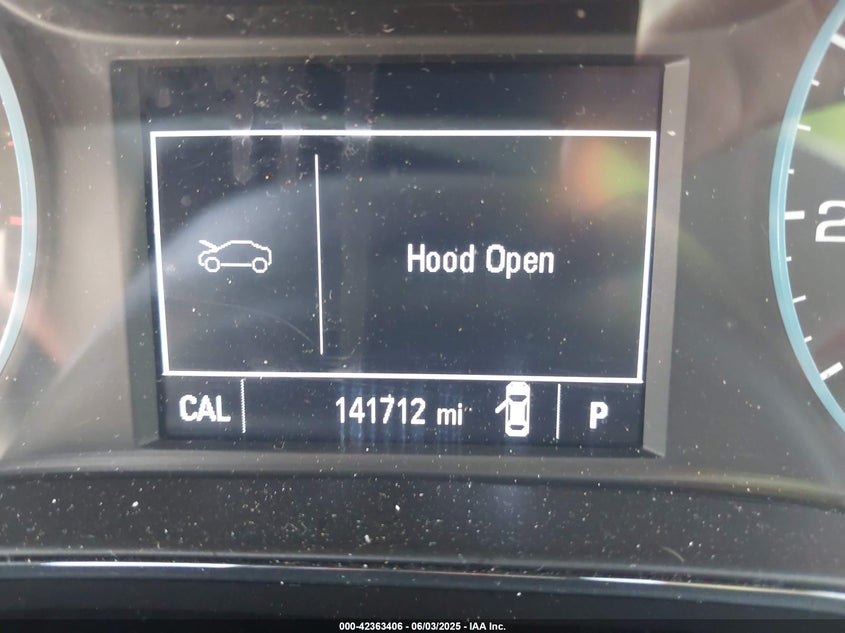 Hood Open
CAL 141712 mi P
2
000-42363406 - 06/03/2025 - IAA Inc.